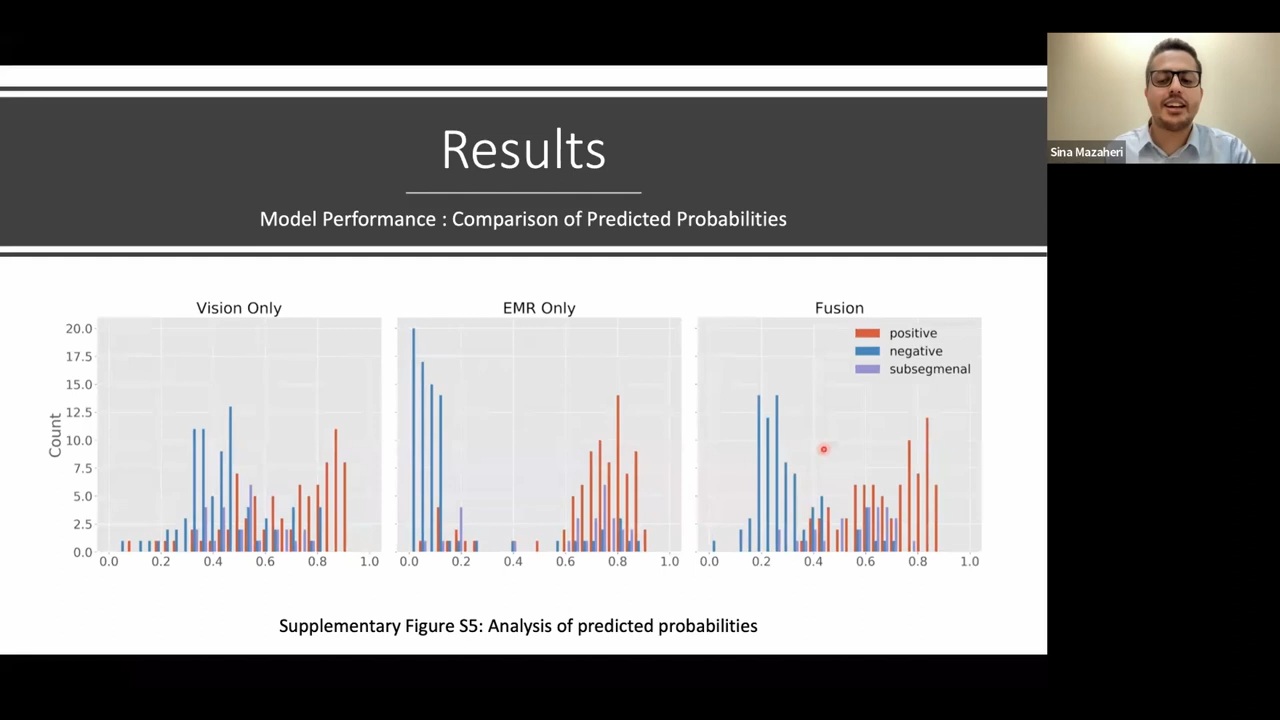 Results
Model Performance : Comparison of Predicted Probabilities
Sina Mazaheri
Vision Only
EMR Only
Fusion
positive
negative
subsegmenal
Count
20.0
17.5
15.0
12.5
10.0
7.5
5.0
2.5
0.0
0.0 0.2 0.4 0.6 0.8 1.0
0.0 0.2 0.4 0.6 0.8 1.0
0.0 0.2 0.4 0.6 0.8 1.0
Supplementary Figure S5: Analysis of predicted probabilities